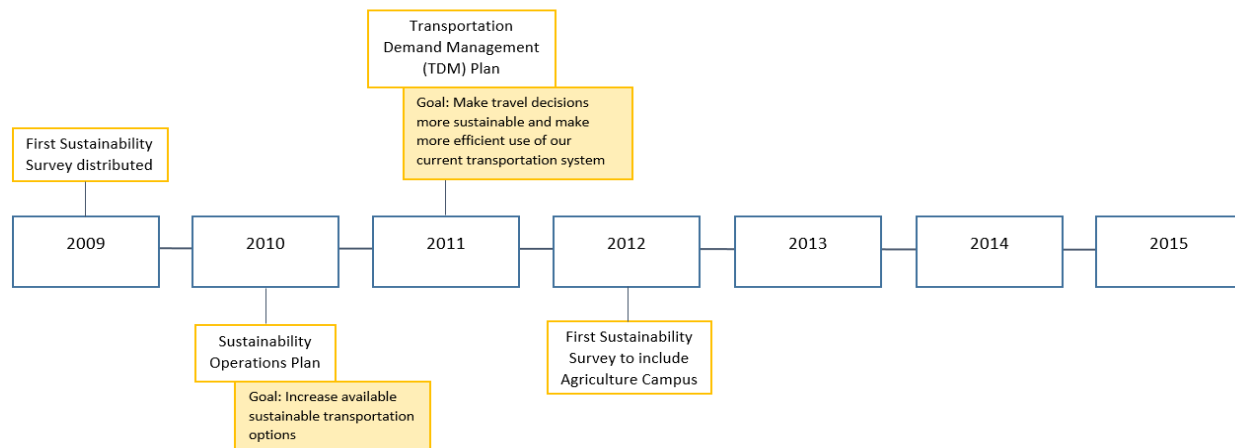 Transportation
Demand Management
(TDM) Plan
Goal: Make travel decisions
more sustainable and make
more efficient use of our
current transportation system
First Sustainability
Survey distributed
2009
2010
2011
2012
2013
2014
2015
Sustainability
Operations Plan
Goal: Increase available
sustainable transportation
options
First Sustainability
Survey to include
Agriculture Campus